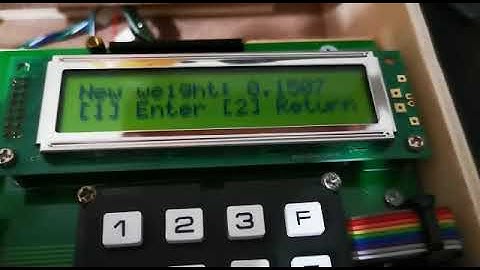 New weight: 0.1507
[1] Enter [2] Return
1 2 3 F